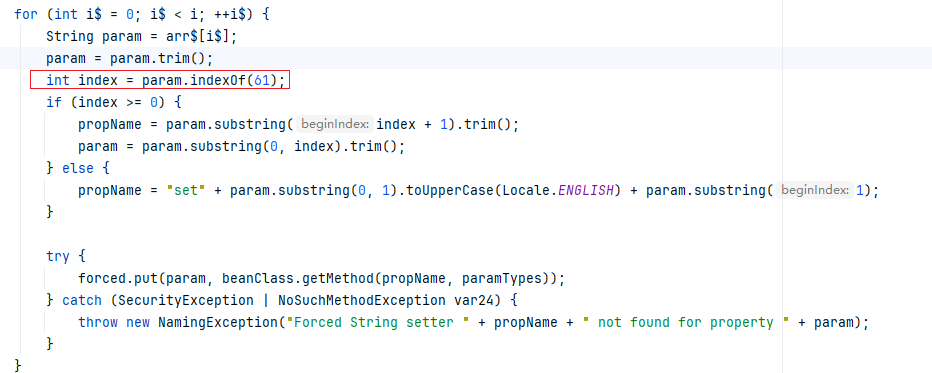 for (int i$ = 0; i$ < i; ++i$) {
    String param = arr$[i$];
    param = param.trim();
    int index = param.indexOf(61);
    if (index >= 0) {
        propName = param.substring( beginIndex: index + 1).trim();
        param = param.substring(0, index).trim();
    } else {
        propName = "set" + param.substring(0, 1).toUpperCase(Locale.ENGLISH) + param.substring( beginIndex: 1);
    }

    try {
        forced.put(param, beanClass.getMethod(propName, paramTypes));
    } catch (SecurityException | NoSuchMethodException var24) {
        throw new NamingException("Forced String setter " + propName + " not found for property " + param);
    }
}